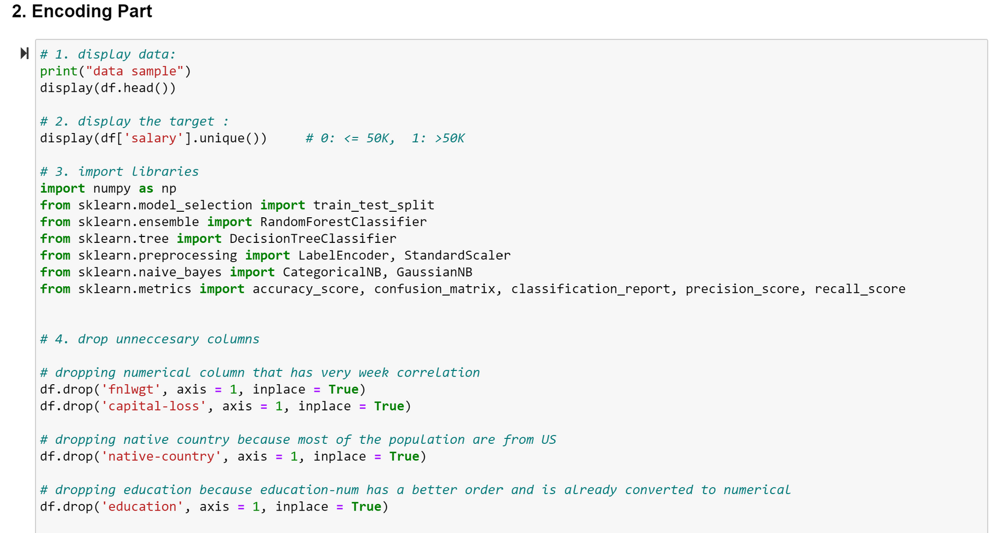 2. Encoding Part
# 1. display data:
print("data sample")
display(df.head())
# 2. display the target :
display(df['salary'].unique())     # 0: <= 50K,  1: >50K
# 3. import libraries
import numpy as np
from sklearn.model_selection import train_test_split
from sklearn.ensemble import RandomForestClassifier
from sklearn.tree import DecisionTreeClassifier
from sklearn.preprocessing import LabelEncoder, StandardScaler
from sklearn.naive_bayes import CategoricalNB, GaussianNB
from sklearn.metrics import accuracy_score, confusion_matrix, classification_report, precision_score, recall_score
# 4. drop unneccesary columns
# dropping numerical column that has very week correlation
df.drop('fnlwgt', axis = 1, inplace = True)
df.drop('capital-loss', axis = 1, inplace = True)
# dropping native country because most of the population are from US
df.drop('native-country', axis = 1, inplace = True)
# dropping education because education-num has a better order and is already converted to numerical
df.drop('education', axis = 1, inplace = True)